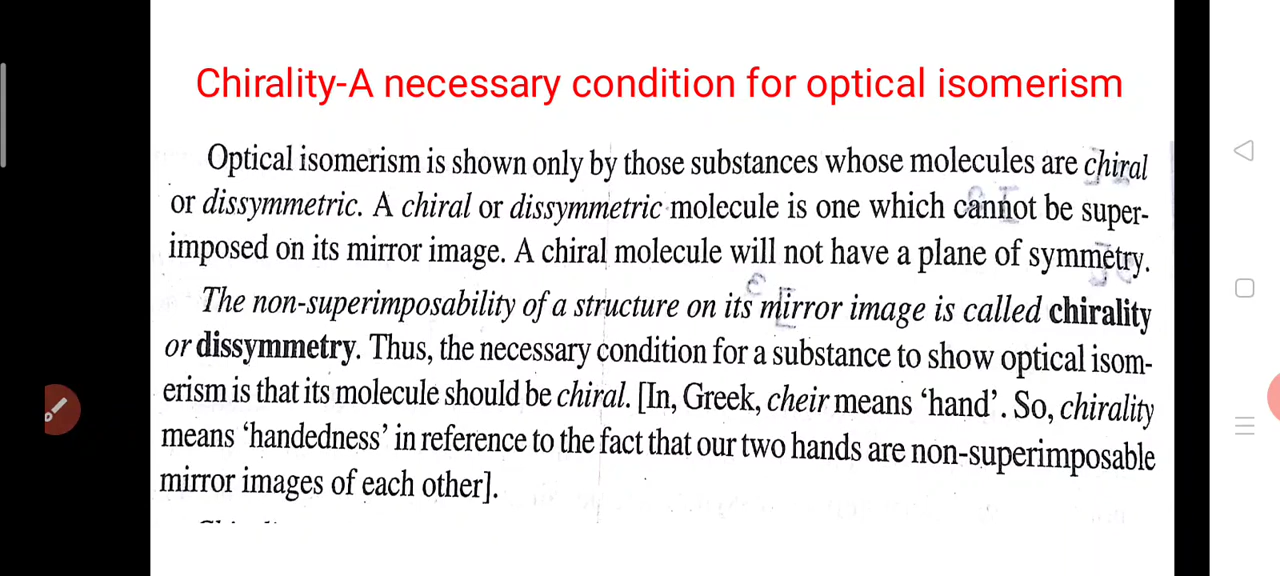 Chirality-A necessary condition for optical isomerism
Optical isomerism is shown only by those substances whose molecules are chiral
or dissymmetric. A chiral or dissymmetric molecule is one which cannot be super-
imposed on its mirror image. A chiral molecule will not have a plane of symmetry.
The non-superimposability of a structure on its mirror image is called chirality
or dissymmetry. Thus, the necessary condition for a substance to show optical isom-
erism is that its molecule should be chiral. [In, Greek, cheir means ‘hand’. So, chirality
means ‘handedness’ in reference to the fact that our two hands are non-superimposable
mirror images of each other].